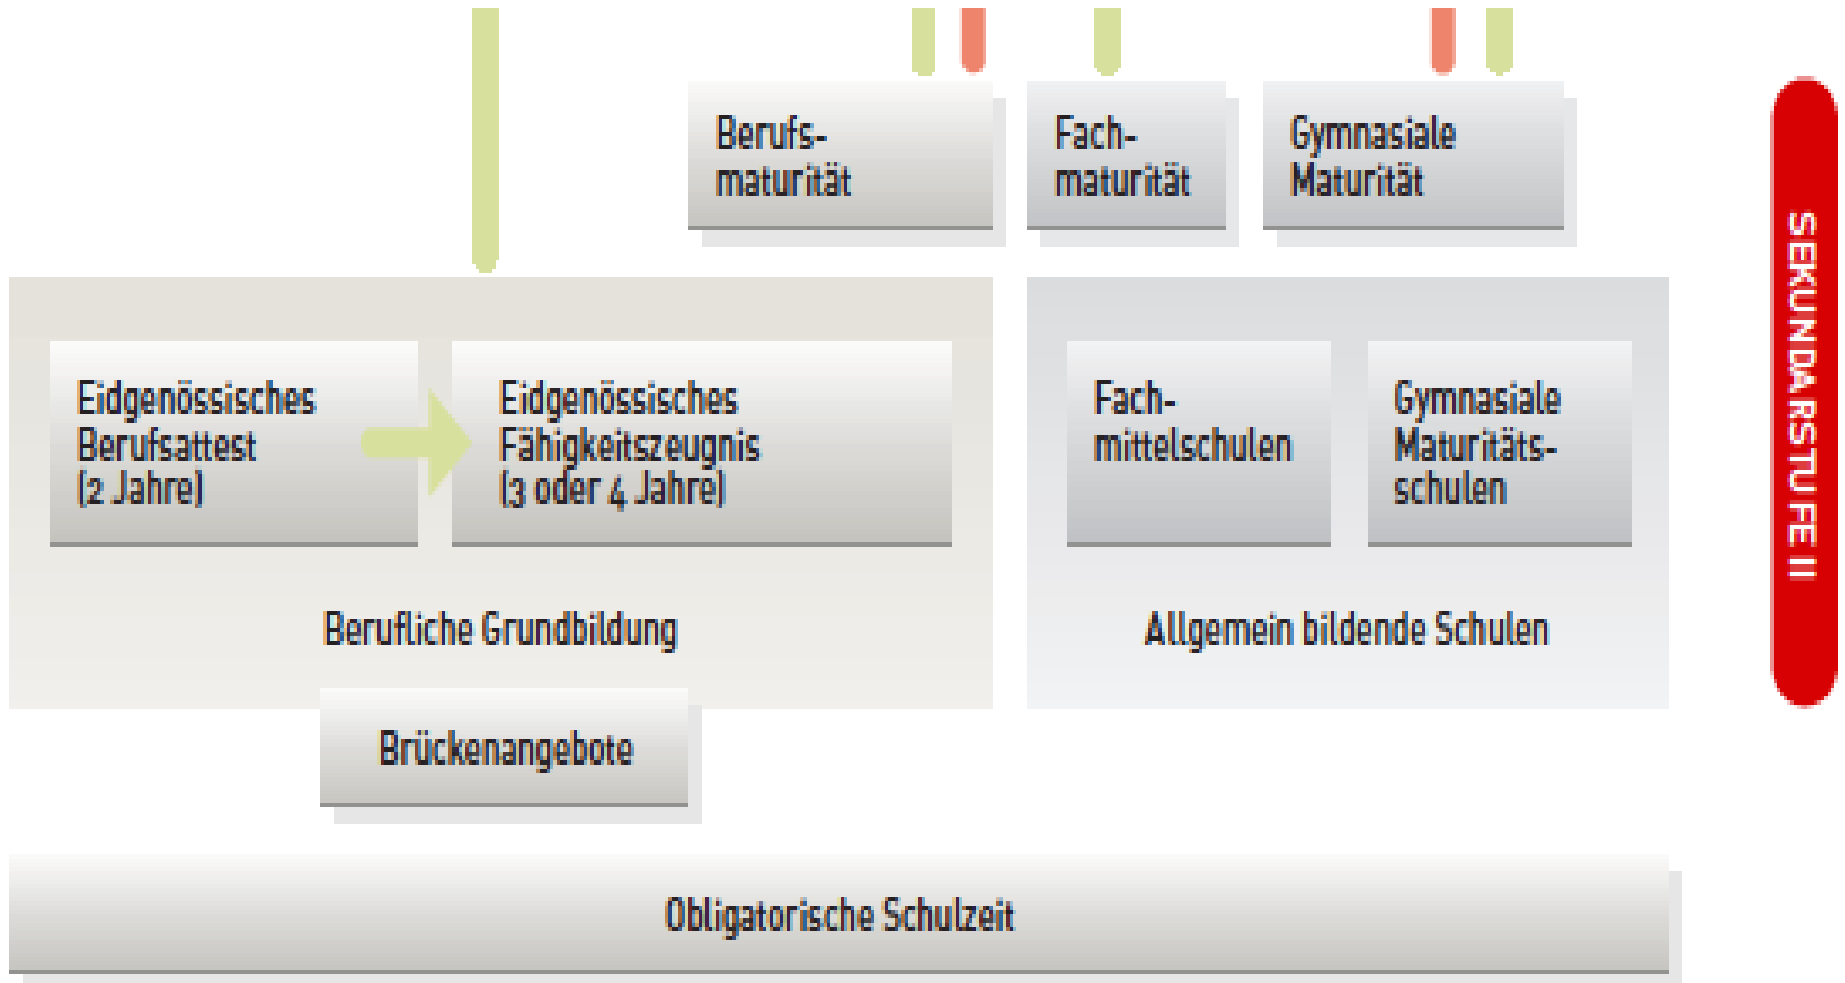 Berufs-
maturität
Fach-
maturität
Gymnasiale
Maturität
Eidgenössisches
Berufsattest
(2 Jahre)
Eidgenössisches
Fähigkeitszeugnis
(3 oder 4 Jahre)
Fach-
mittelschulen
Gymnasiale
Maturitäts-
schulen
Berufliche Grundbildung
Allgemein bildende Schulen
Brückenangebote
Obligatorische Schulzeit
SEKUNDARSTUFE II